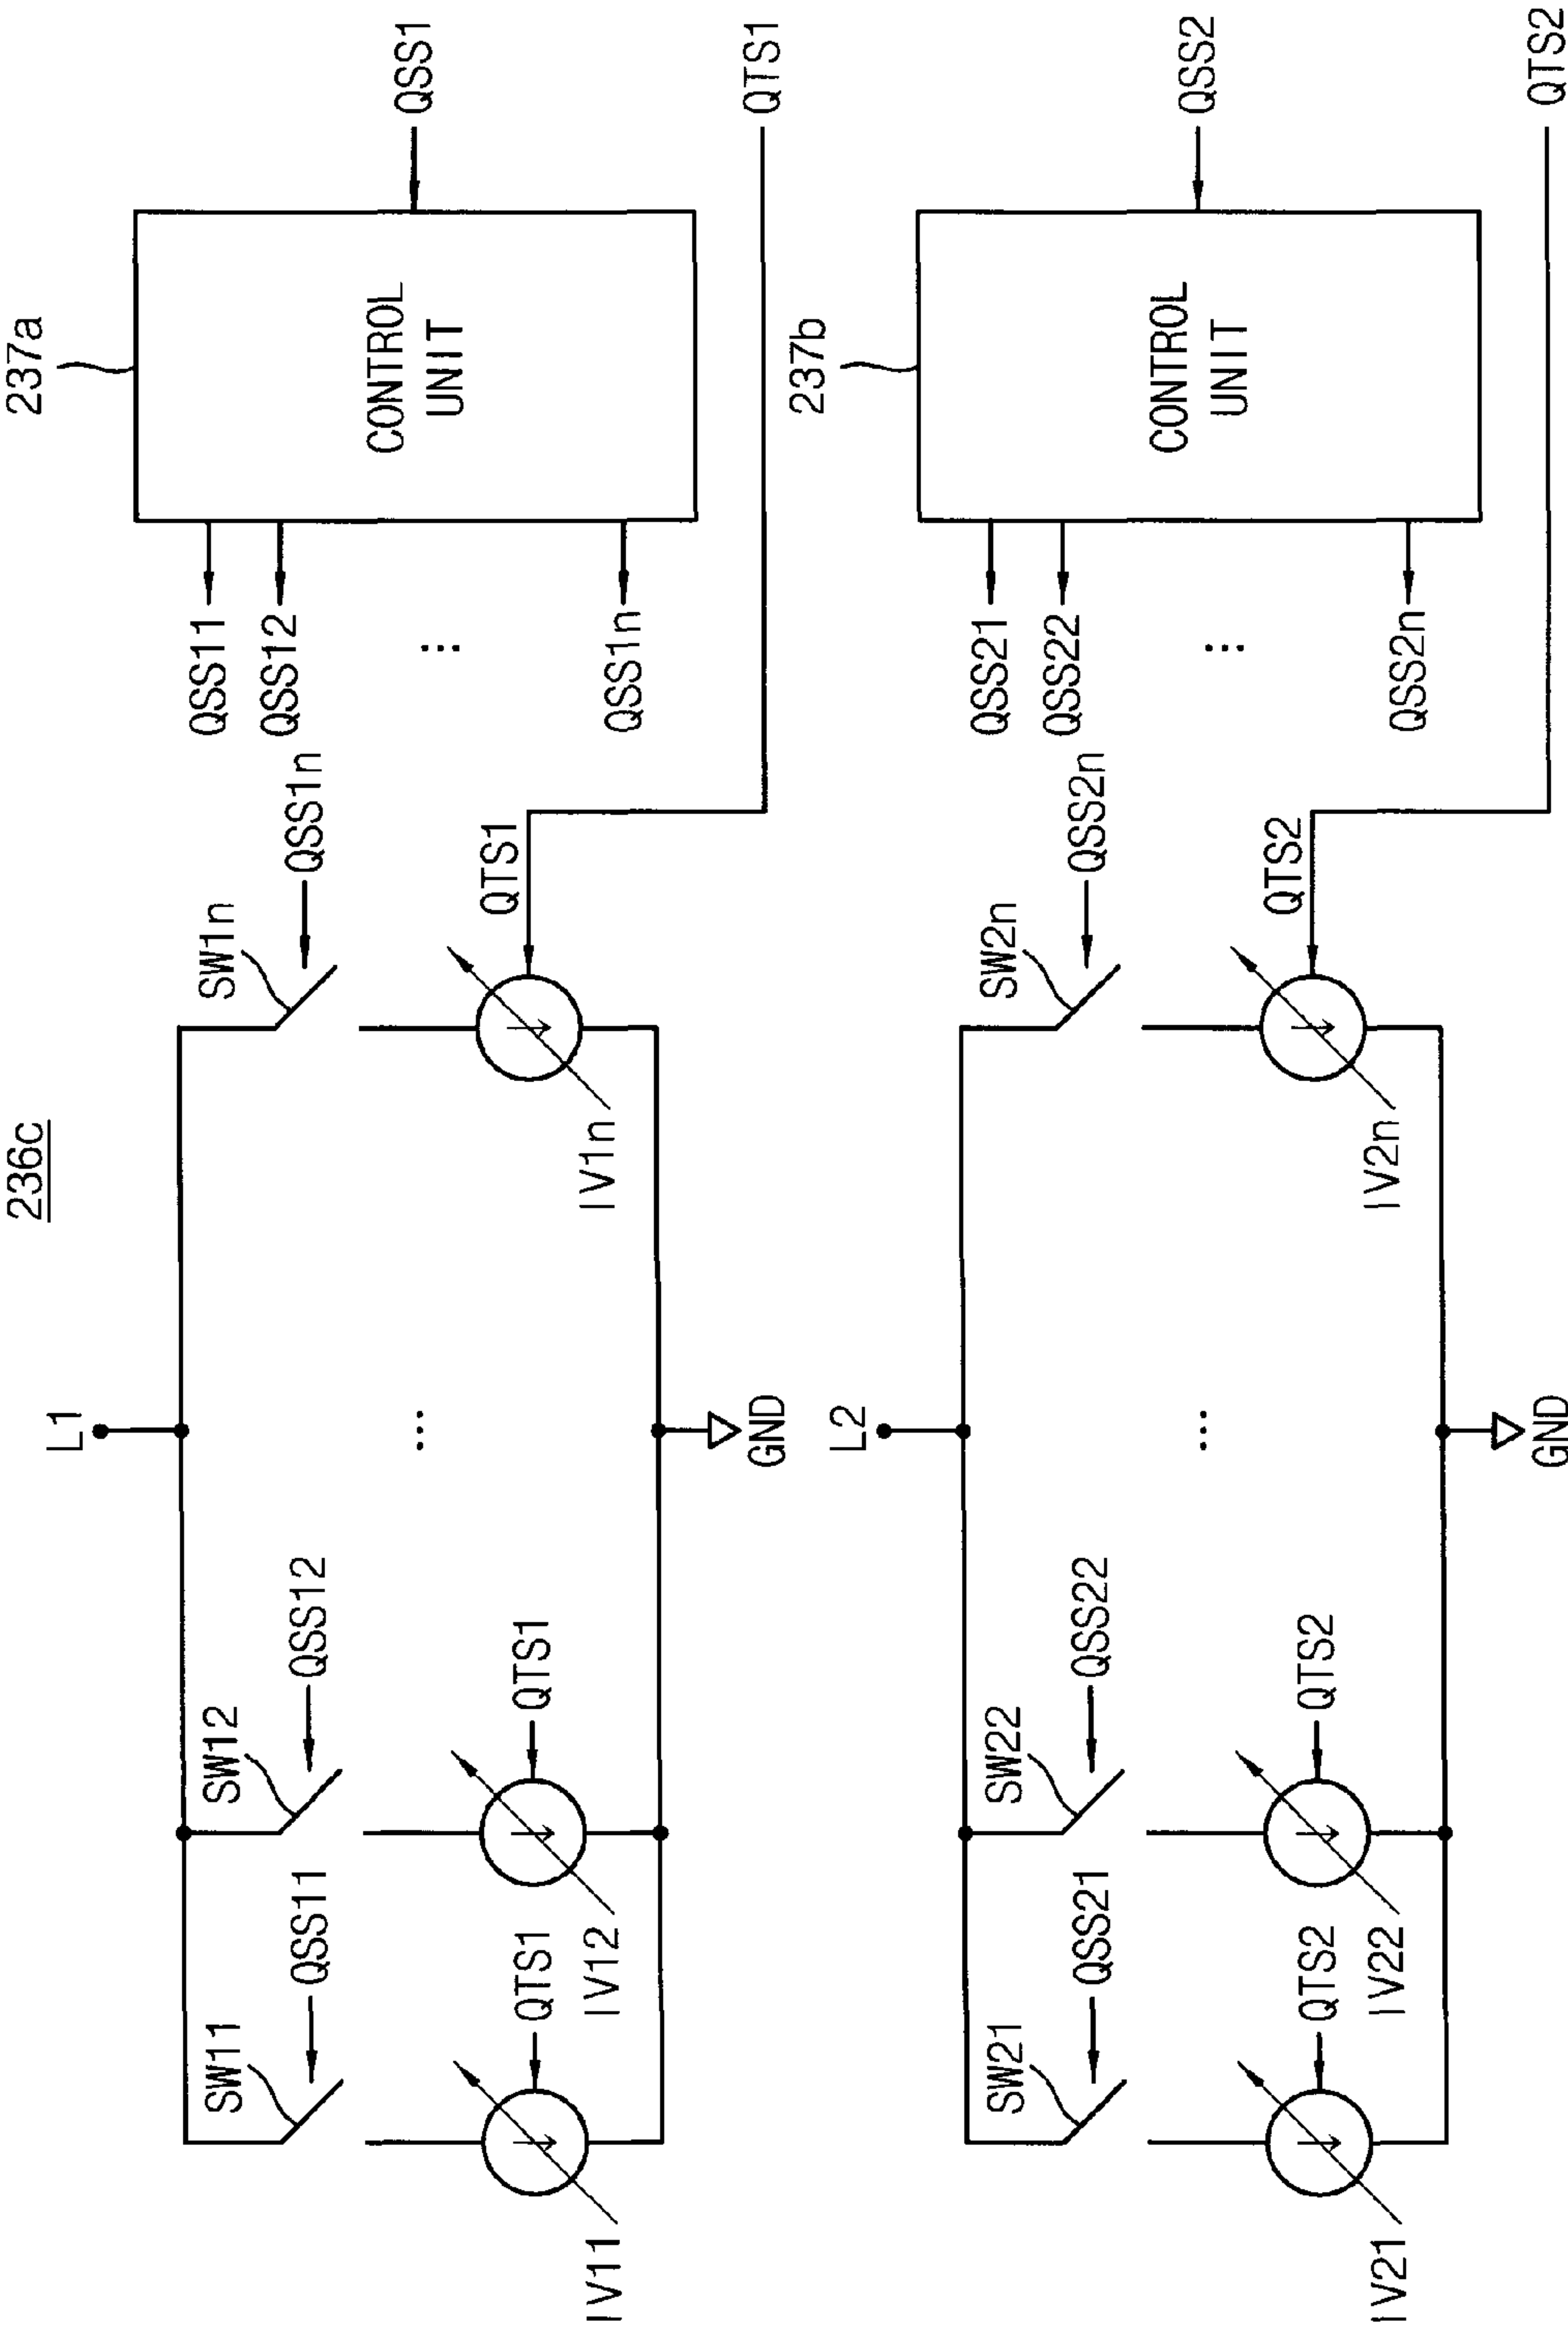 236c
L1
237a
SW11
QSS11
SW12
QSS12
SW1n
QSS1n
QSS11
QSS12
...
QSS1n
CONTROL
UNIT
QSS1
...
IV11
QTS1
IV12
QTS1
IV1n
QTS1
QTS1
GND
L2
237b
SW21
QSS21
SW22
QSS22
SW2n
QSS2n
QSS21
QSS22
...
QSS2n
CONTROL
UNIT
QSS2
...
IV21
QTS2
IV22
QTS2
IV2n
QTS2
QTS2
GND